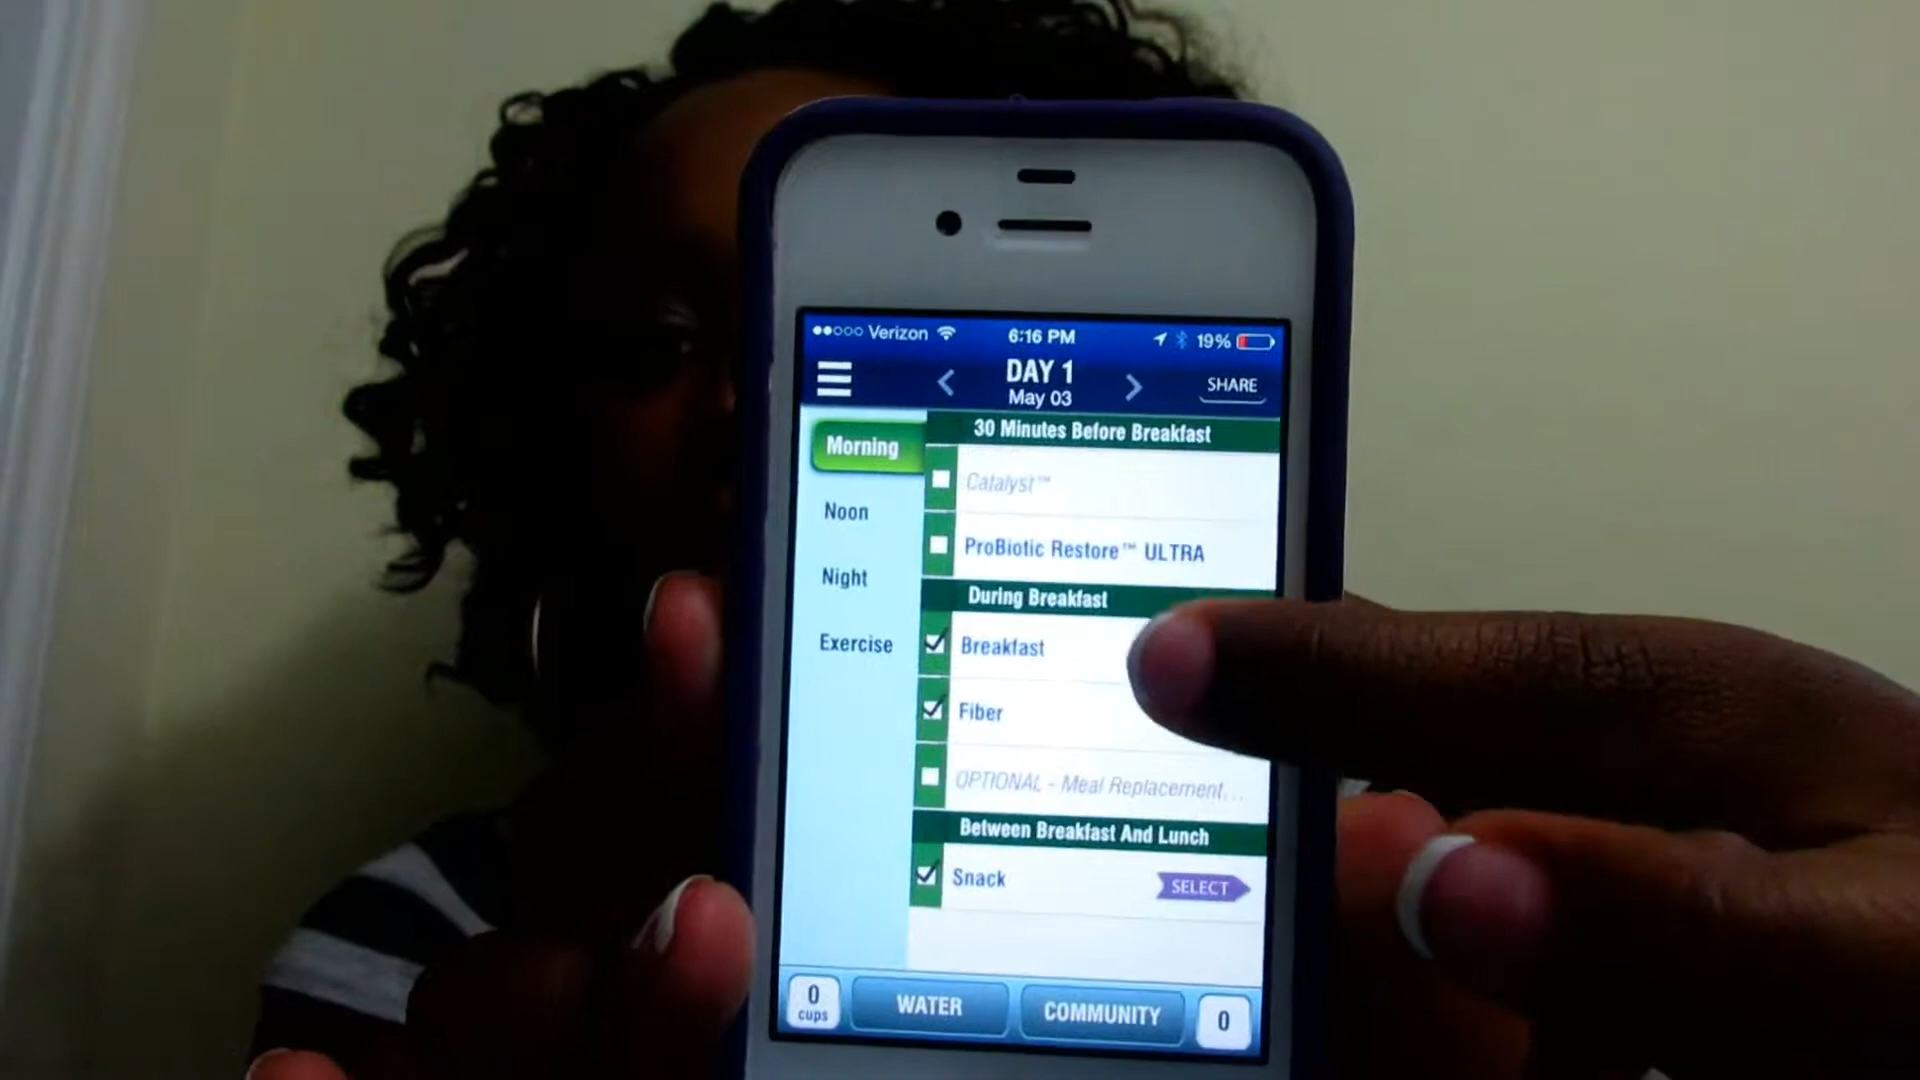 Verizon 6:16 PM 19%
DAY 1
May 03
SHARE
Morning
Noon
Night
Exercise
30 Minutes Before Breakfast
Catalyst™
ProBiotic Restore™ ULTRA
During Breakfast
Breakfast
Fiber
OPTIONAL - Meal Replacement...
Between Breakfast And Lunch
Snack
SELECT
0
cups
WATER
COMMUNITY
0